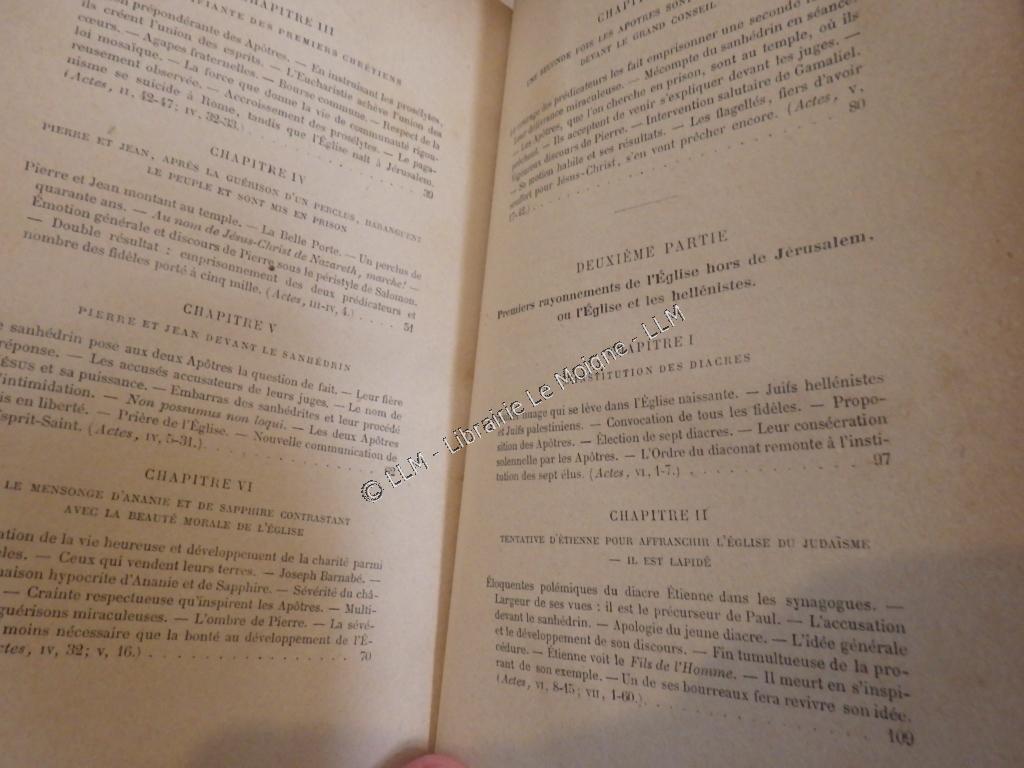 CHAPITRE III
DES PREMIERS CHRÉTIENS
prépondérante des Apôtres. — En instruisant les prosélytes,
ils créent l'union des esprits. — L'Eucharistie achève l'union des
cœurs. — Agapes fraternelles. — Bourse commune. — Respect de la
loi mosaïque. — La force que donne la vie de communauté rigou-
reusement observée. — Accroissement des prosélytes. — Le paga-
nisme se suicide à Rome, tandis que l'Église naît à Jérusalem.
(Actes, II, 42-47; IV, 32-33.) 39
CHAPITRE IV
PIERRE ET JEAN, APRÈS LA GUÉRISON D'UN PERCLUS, HARANGUENT
LE PEUPLE ET SONT MIS EN PRISON
Pierre et Jean montant au temple. — La Belle Porte. — Un perclus de
quarante ans. — Au nom de Jésus-Christ de Nazareth, marche! —
Émotion générale et discours de Pierre sous le péristyle de Salomon.
— Double résultat : emprisonnement des deux prédicateurs et
nombre des fidèles porté à cinq mille. (Actes, III-IV, 4.) . . . . . 51
CHAPITRE V
PIERRE ET JEAN DEVANT LE SANHÉDRIN
sanhédrin pose aux deux Apôtres la question de fait. — Leur fière
réponse. — Les accusés accusateurs de leurs juges. — Le nom de
JÉSUS et sa puissance. — Embarras des sanhédrites et leur procédé
d'intimidation. — Non possumus non loqui. — Les deux Apôtres
en liberté. — Prière de l'Église. — Nouvelle communication de
l'Esprit-Saint. (Actes, IV, 5-31.)
CHAPITRE VI
LE MENSONGE D'ANANIE ET DE SAPPHIRE CONTRASTANT
AVEC LA BEAUTÉ MORALE DE L'ÉGLISE
de la vie heureuse et développement de la charité parmi
— Ceux qui vendent leurs terres. — Joseph Barnabé. —
hypocrite d'Ananie et de Sapphire. — Sévérité du châ-
— Crainte respectueuse qu'inspirent les Apôtres. — Multi-
guérisons miraculeuses. — L'ombre de Pierre. — La sévé-
moins nécessaire que la bonté au développement de l'É-
IV, 32; V, 16.) . . . . . . . . . . 70
UNE SECONDE FOIS LES APÔTRES SONT
DEVANT LE GRAND CONSEIL
des prédicateurs les fait emprisonner une seconde
Leur délivrance miraculeuse. — Mécompte du sanhédrin en séance.
— Les Apôtres, que l'on cherche en prison, sont au temple, où ils
prêchent. — Ils acceptent de venir s'expliquer devant les juges. —
Vigoureux discours de Pierre. — Intervention salutaire de Gamaliel.
— Sa motion habile et ses résultats. — Les flagellés, fiers d'avoir
souffert pour Jésus-Christ, s'en vont prêcher encore. (Actes, V,
17-42.) . . . . . . . . . . 80
DEUXIÈME PARTIE
Premiers rayonnements de l'Église hors de Jérusalem,
ou l'Église et les hellénistes.
CHAPITRE I
INSTITUTION DES DIACRES
nuage qui se lève dans l'Église naissante. — Juifs hellénistes
et Juifs palestiniens. — Convocation de tous les fidèles. — Propo-
sition des Apôtres. — Élection de sept diacres. — Leur consécration
solennelle par les Apôtres. — L'Ordre du diaconat remonte à l'insti-
tution des sept élus. (Actes, VI, 1-7.) . . . . . . . . . . 97
CHAPITRE II
TENTATIVE D'ÉTIENNE POUR AFFRANCHIR L'ÉGLISE DU JUDAÏSME
— IL EST LAPIDÉ
Éloquentes polémiques du diacre Étienne dans les synagogues. —
Largeur de ses vues : il est le précurseur de Paul. — L'accusation
devant le sanhédrin. — Apologie du jeune diacre. — L'idée générale
et le développement de son discours. — Fin tumultueuse de la pro-
cédure. — Étienne voit le Fils de l'Homme. — Il meurt en s'inspi-
rant de son exemple. — Un de ses bourreaux fera revivre son idée.
(Actes, VI, 8-15; VII, 1-60.) . . . . . . . . . . 109
© LLM - Librairie Le Moigne - LLM